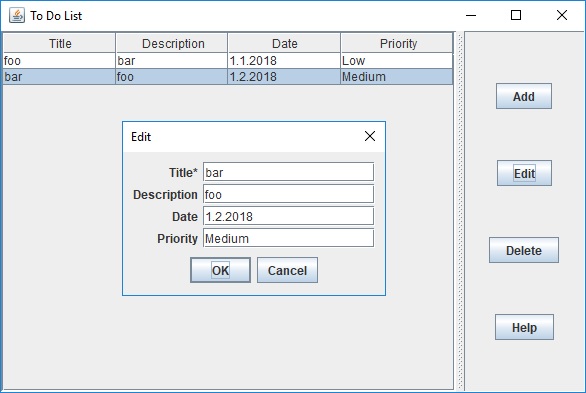 To Do List
Title Description Date Priority
foo bar 1.1.2018 Low
bar foo 1.2.2018 Medium
Add
Edit
Title* bar
Edit
Description foo
Date 1.2.2018
Priority Medium
Delete
OK Cancel
Help